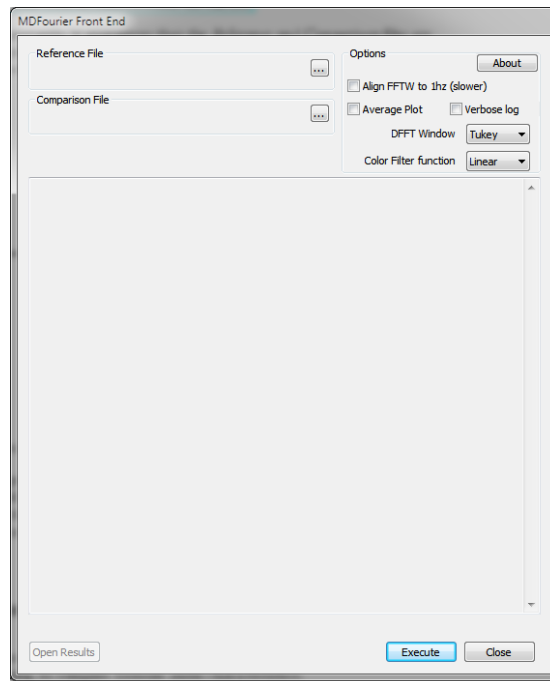 MDFourier Front End
Reference File
...
Comparison File
...
Options
About
Align FFTW to 1hz (slower)
Average Plot
Verbose log
DFFT Window
Tukey
Color Filter function
Linear
Open Results
Execute
Close